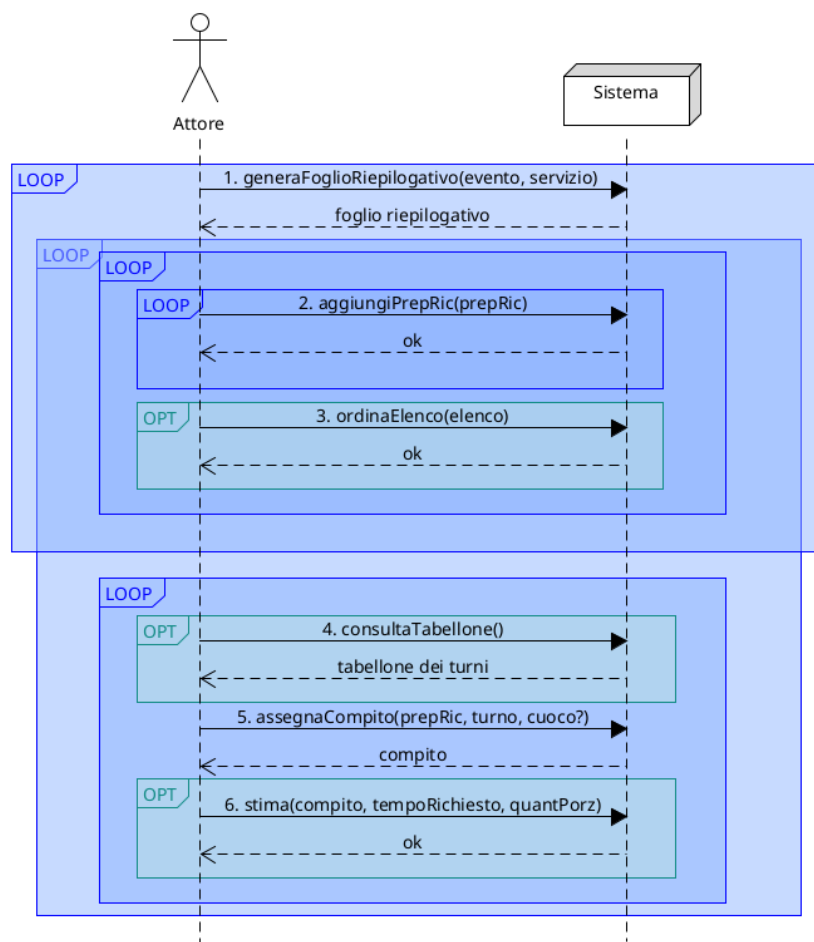 Attore
Sistema
LOOP
1. generaFoglioRiepilogativo(evento, servizio)
foglio riepilogativo
LOOP
LOOP
LOOP
2. aggiungiPrepRic(prepRic)
ok
OPT
3. ordinaElenco(elenco)
ok
LOOP
OPT
4. consultaTabellone()
tabellone dei turni
5. assegnaCompito(prepRic, turno, cuoco?)
compito
OPT
6. stima(compito, tempoRichiesto, quantPorz)
ok